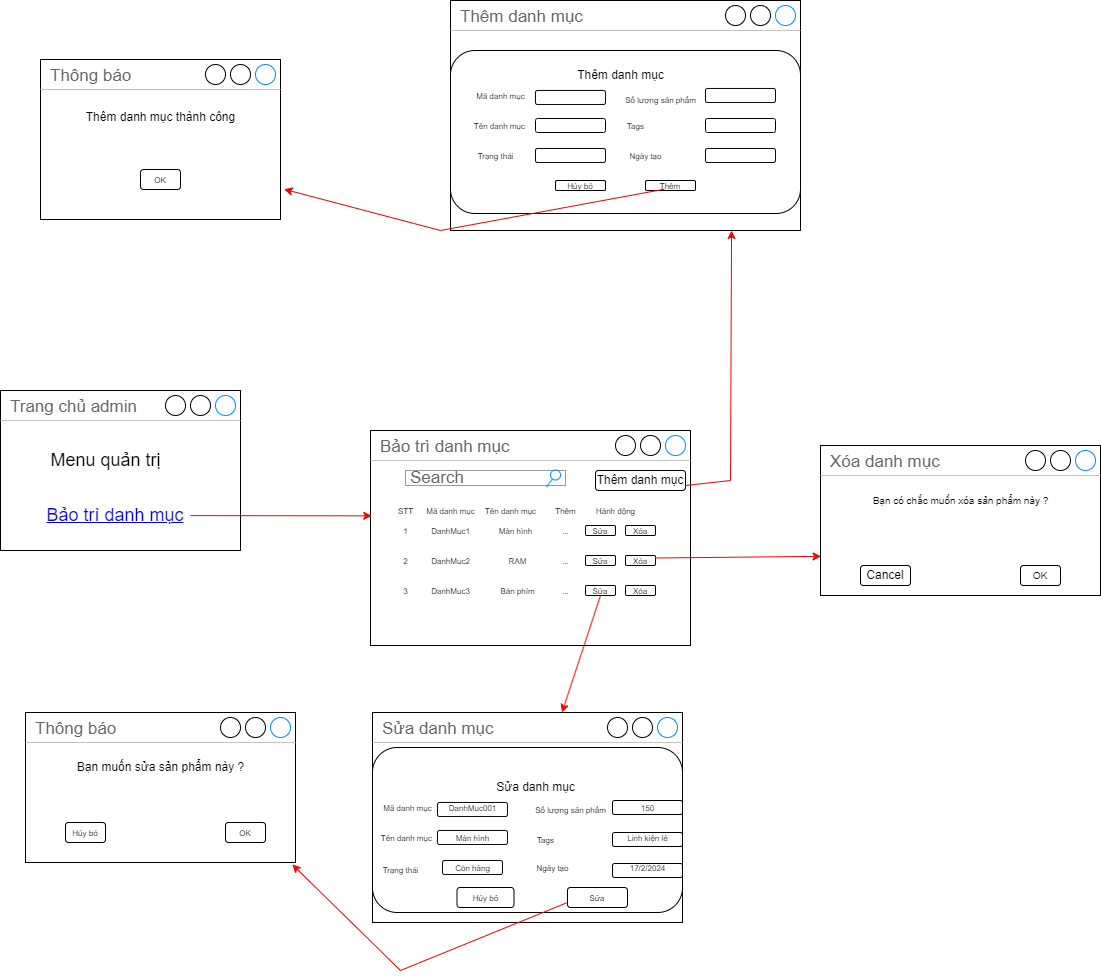 Thêm danh mục
Thêm danh mục
Mã danh mục
Số lượng sản phẩm
Tên danh mục
Tags
Trạng thái
Ngày tạo
Hủy bỏ
Thêm
Thông báo
Thêm danh mục thành công
OK
Trang chủ admin
Menu quản trị
Bảo trì danh mục
Bảo trì danh mục
Search
Thêm danh mục
STT Mã danh mục Tên danh mục Thêm Hành động
1 DanhMuc1 Màn hình ... Sửa Xóa
2 DanhMuc2 RAM ... Sửa Xóa
3 DanhMuc3 Bàn phím ... Sửa Xóa
Xóa danh mục
Bạn có chắc muốn xóa sản phẩm này ?
Cancel
OK
Thông báo
Bạn muốn sửa sản phẩm này ?
Hủy bỏ
OK
Sửa danh mục
Sửa danh mục
Mã danh mục DanhMuc001 Số lượng sản phẩm 150
Tên danh mục Màn hình Tags Linh kiện lẻ
Trạng thái Còn hàng Ngày tạo 17/2/2024
Hủy bỏ
Sửa